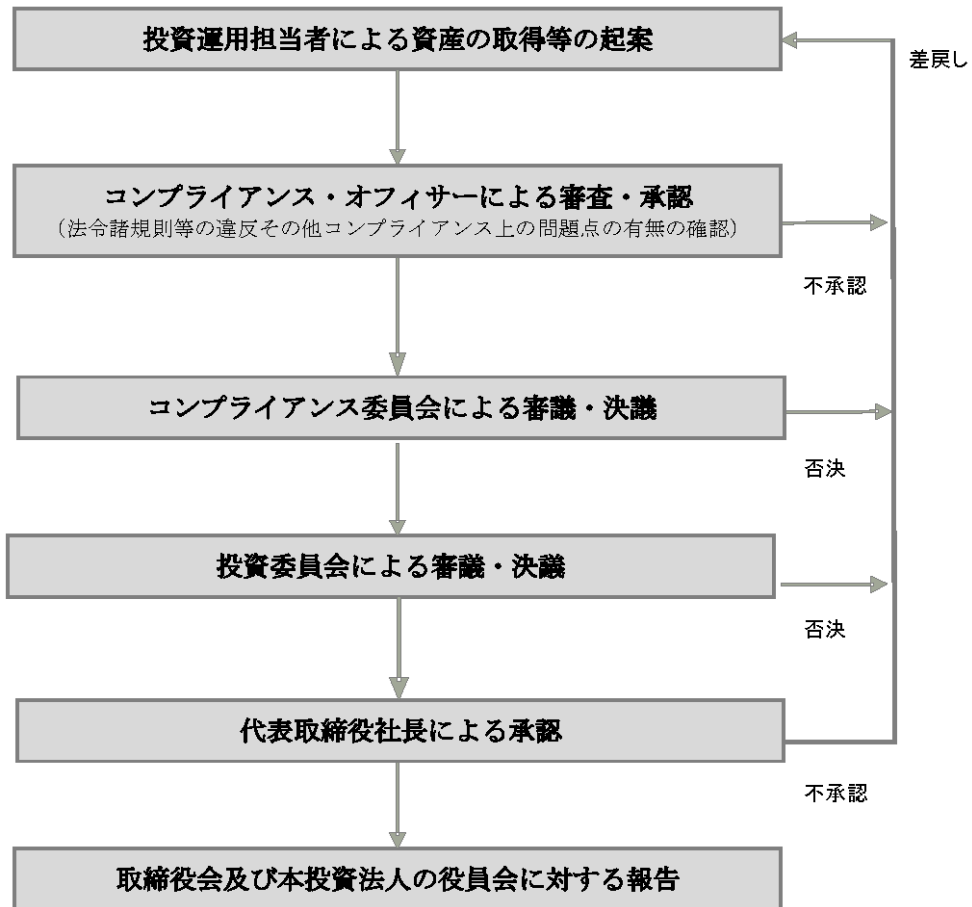 投資運用担当者による資産の取得等の起案
差戻し
コンプライアンス・オフィサーによる審査・承認
（法令諸規則等の違反その他コンプライアンス上の問題点の有無の確認）
不承認
コンプライアンス委員会による審議・決議
否決
投資委員会による審議・決議
否決
代表取締役社長による承認
不承認
取締役会及び本投資法人の役員会に対する報告